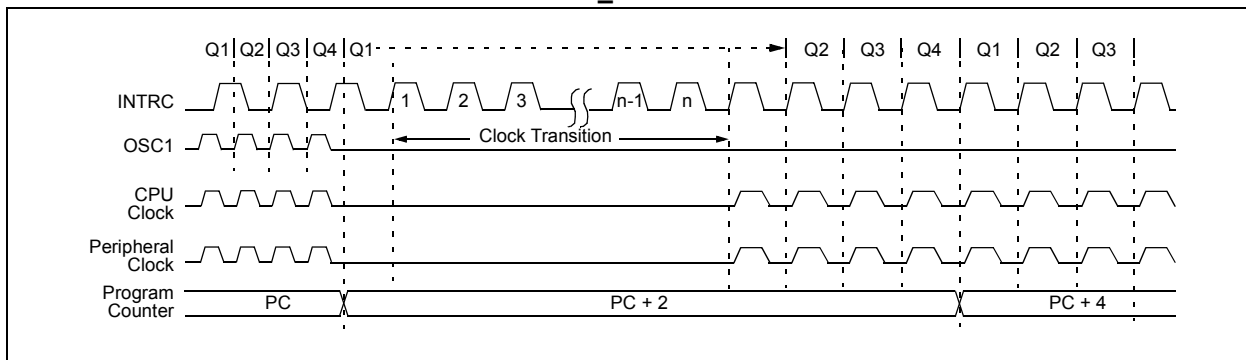 Q1 Q2 Q3 Q4 Q1 Q2 Q3 Q4 Q1 Q2 Q3
INTRC 1 2 3 n-1 n
Clock Transition
OSC1
CPU
Clock
Peripheral
Clock
Program
Counter
PC PC + 2 PC + 4